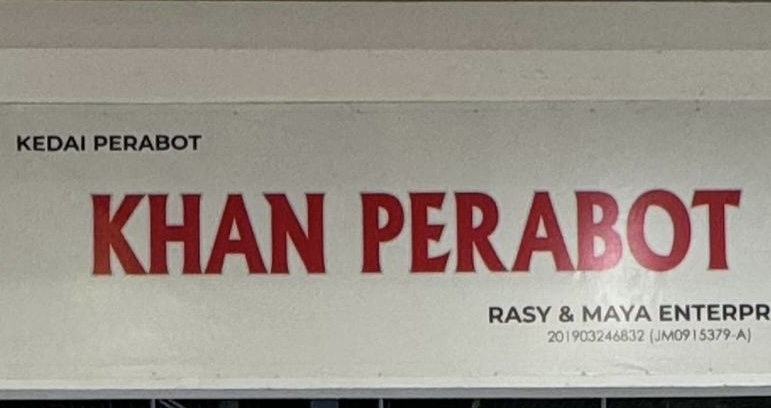 KEDAI PERABOT
KHAN PERABOT
RASY & MAYA ENTERPR
201903246832 (JM0915379-A)